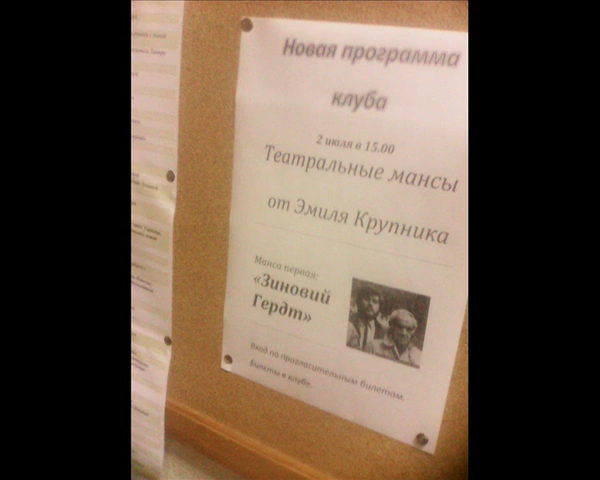 Новая программа
клуба
2 июля в 15.00
Театральные мансы
от Эмиля Крупника
Манса первая:
«Зиновий
Гердт»
Вход по пригласительным билетам.
Билеты в клубе.